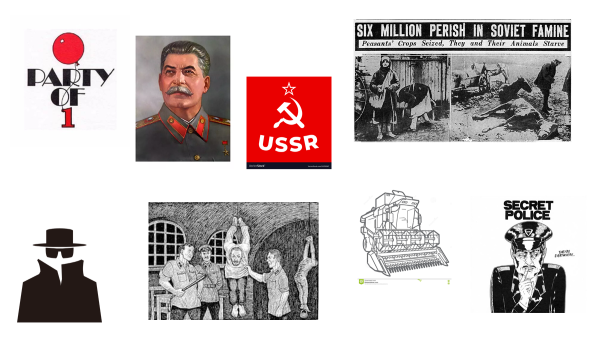 PARTY
OF
1
USSR
SIX MILLION PERISH IN SOVIET FAMINE
Peasants' Crops Seized, They and Their Animals Starve
SECRET
POLICE